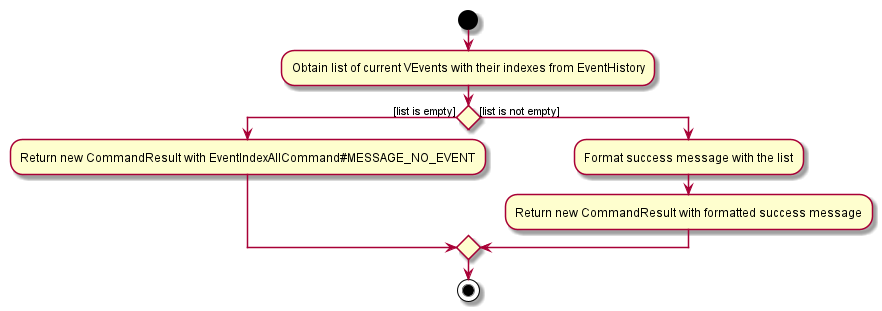 Obtain list of current VEvents with their indexes from EventHistory
[list is empty]
[list is not empty]
Return new CommandResult with EventIndexAllCommand#MESSAGE_NO_EVENT
Format success message with the list
Return new CommandResult with formatted success message